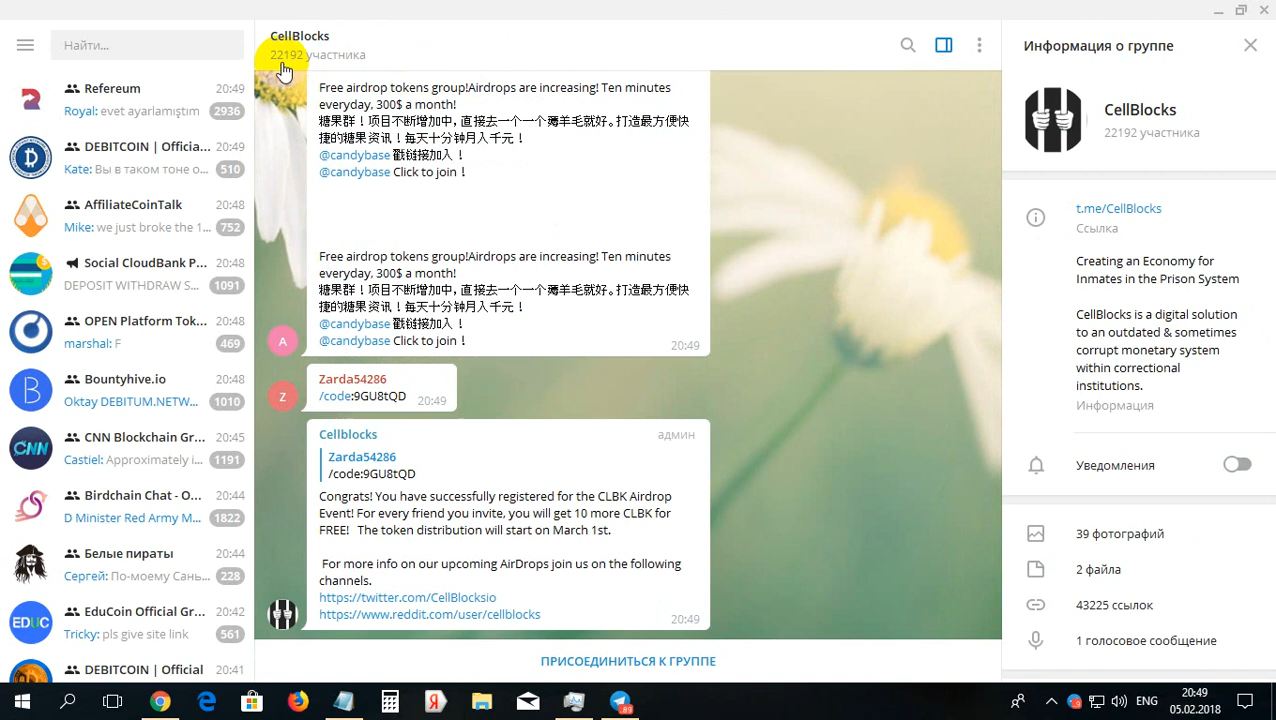 Найти...
Refereum 20:49
Royal: evet ayarlamıştım 2936
DEBITCOIN | Officia... 20:49
Kate: Вы в таком тоне о... 510
AffiliateCoinTalk 20:49
Mike: we just broke the 1... 752
Social CloudBank P... 20:48
DEPOSIT WITHDRAW S... 1091
OPEN Platform Tok... 20:48
marshal: F 469
Bountyhive.io 20:48
Oktay DEBITUM.NETW... 1010
CNN Blockchain Gr... 20:45
Castiel: Approximately i... 1191
Birdchain Chat - O... 20:44
D Minister Red Army M... 1822
Белые пираты 20:44
Сергей: По-моему Сань... 228
EduCoin Official Gr... 20:42
Tricky: pls give site link 561
DEBITCOIN | Official 20:41
CNN
EDUC
CellBlocks
22192 участника
Free airdrop tokens group!Airdrops are increasing! Ten minutes
everyday, 300$ a month!
糖果群！项目不断增加中，直接去一个一个薅羊毛就好。打造最方便快
捷的糖果资讯！每天十分钟月入千元！
@candybase 戳链接加入！
@candybase Click to join！
Free airdrop tokens group!Airdrops are increasing! Ten minutes
everyday, 300$ a month!
糖果群！项目不断增加中，直接去一个一个薅羊毛就好。打造最方便快
捷的糖果资讯！每天十分钟月入千元！
@candybase 戳链接加入！
@candybase Click to join！
A
20:49
Zarda54286
/code:9GU8tQD 20:49
Z
Cellblocks админ
Zarda54286
/code:9GU8tQD
Congrats! You have successfully registered for the CLBK Airdrop
Event! For every friend you invite, you will get 10 more CLBK for
FREE! The token distribution will start on March 1st.
For more info on our upcoming AirDrops join us on the following
channels.
https://twitter.com/CellBlocksio
https://www.reddit.com/user/cellblocks
20:49
ПРИСОЕДИНИТЬСЯ К ГРУППЕ
Информация о группе
CellBlocks
22192 участника
t.me/CellBlocks
Ссылка
Creating an Economy for
Inmates in the Prison System
CellBlocks is a digital solution
to an outdated & sometimes
corrupt monetary system
within correctional
institutions.
Информация
Уведомления
39 фотографий
2 файла
43225 ссылок
1 голосовое сообщение
Я
89
ENG
20:49
05.02.2018